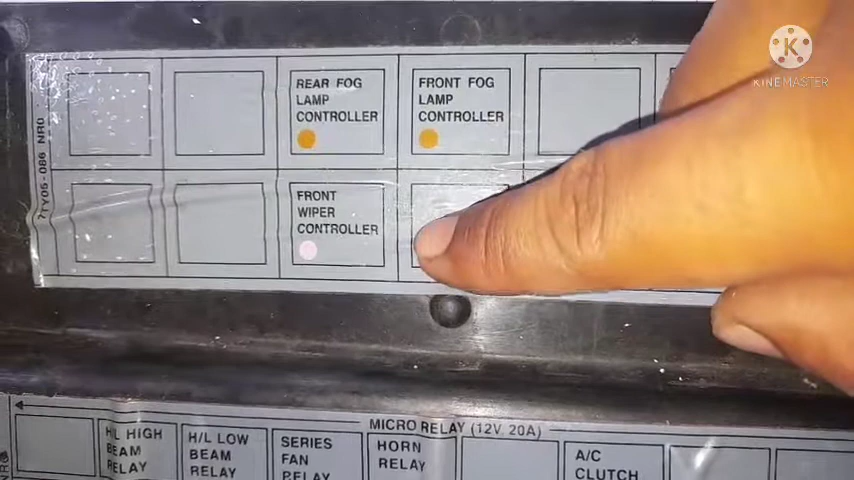 KINEMASTER
REAR FOG
LAMP
CONTROLLER
FRONT FOG
LAMP
CONTROLLER
FRONT
WIPER
CONTROLLER
MICRO RELAY (12V 20A)
H/L HIGH
BEAM
RELAY
H/L LOW
BEAM
RELAY
SERIES
FAN
RELAY
HORN
RELAY
A/C
CLUTCH